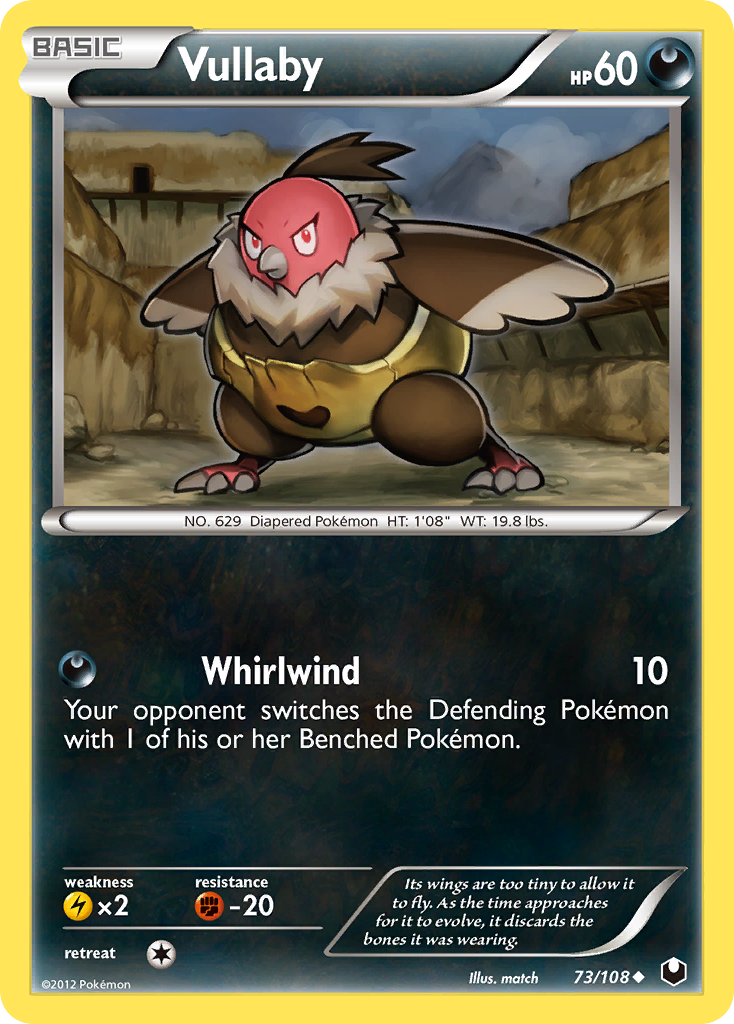 BASIC Vullaby HP60
NO. 629 Diapered Pokémon HT: 1'08" WT: 19.8 lbs.
Whirlwind 10
Your opponent switches the Defending Pokémon
with 1 of his or her Benched Pokémon.
weakness resistance
×2 -20
retreat
Its wings are too tiny to allow it
to fly. As the time approaches
for it to evolve, it discards the
bones it was wearing.
©2012 Pokémon Illus. match 73/108